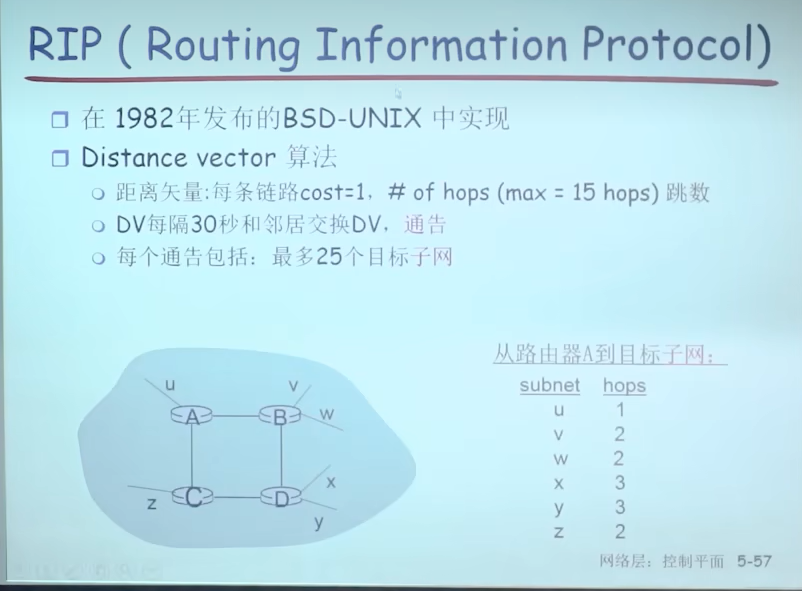 RIP ( Routing Information Protocol)
在 1982年发布的BSD-UNIX 中实现
Distance vector 算法
距离矢量:每条链路cost=1, # of hops (max = 15 hops) 跳数
DV每隔30秒和邻居交换DV，通告
每个通告包括：最多25个目标子网
u
v
A
B
w
C
D
x
z
y
从路由器A到目标子网：
subnet hops
u 1
v 2
w 2
x 3
y 3
z 2
网络层：控制平面 5-57